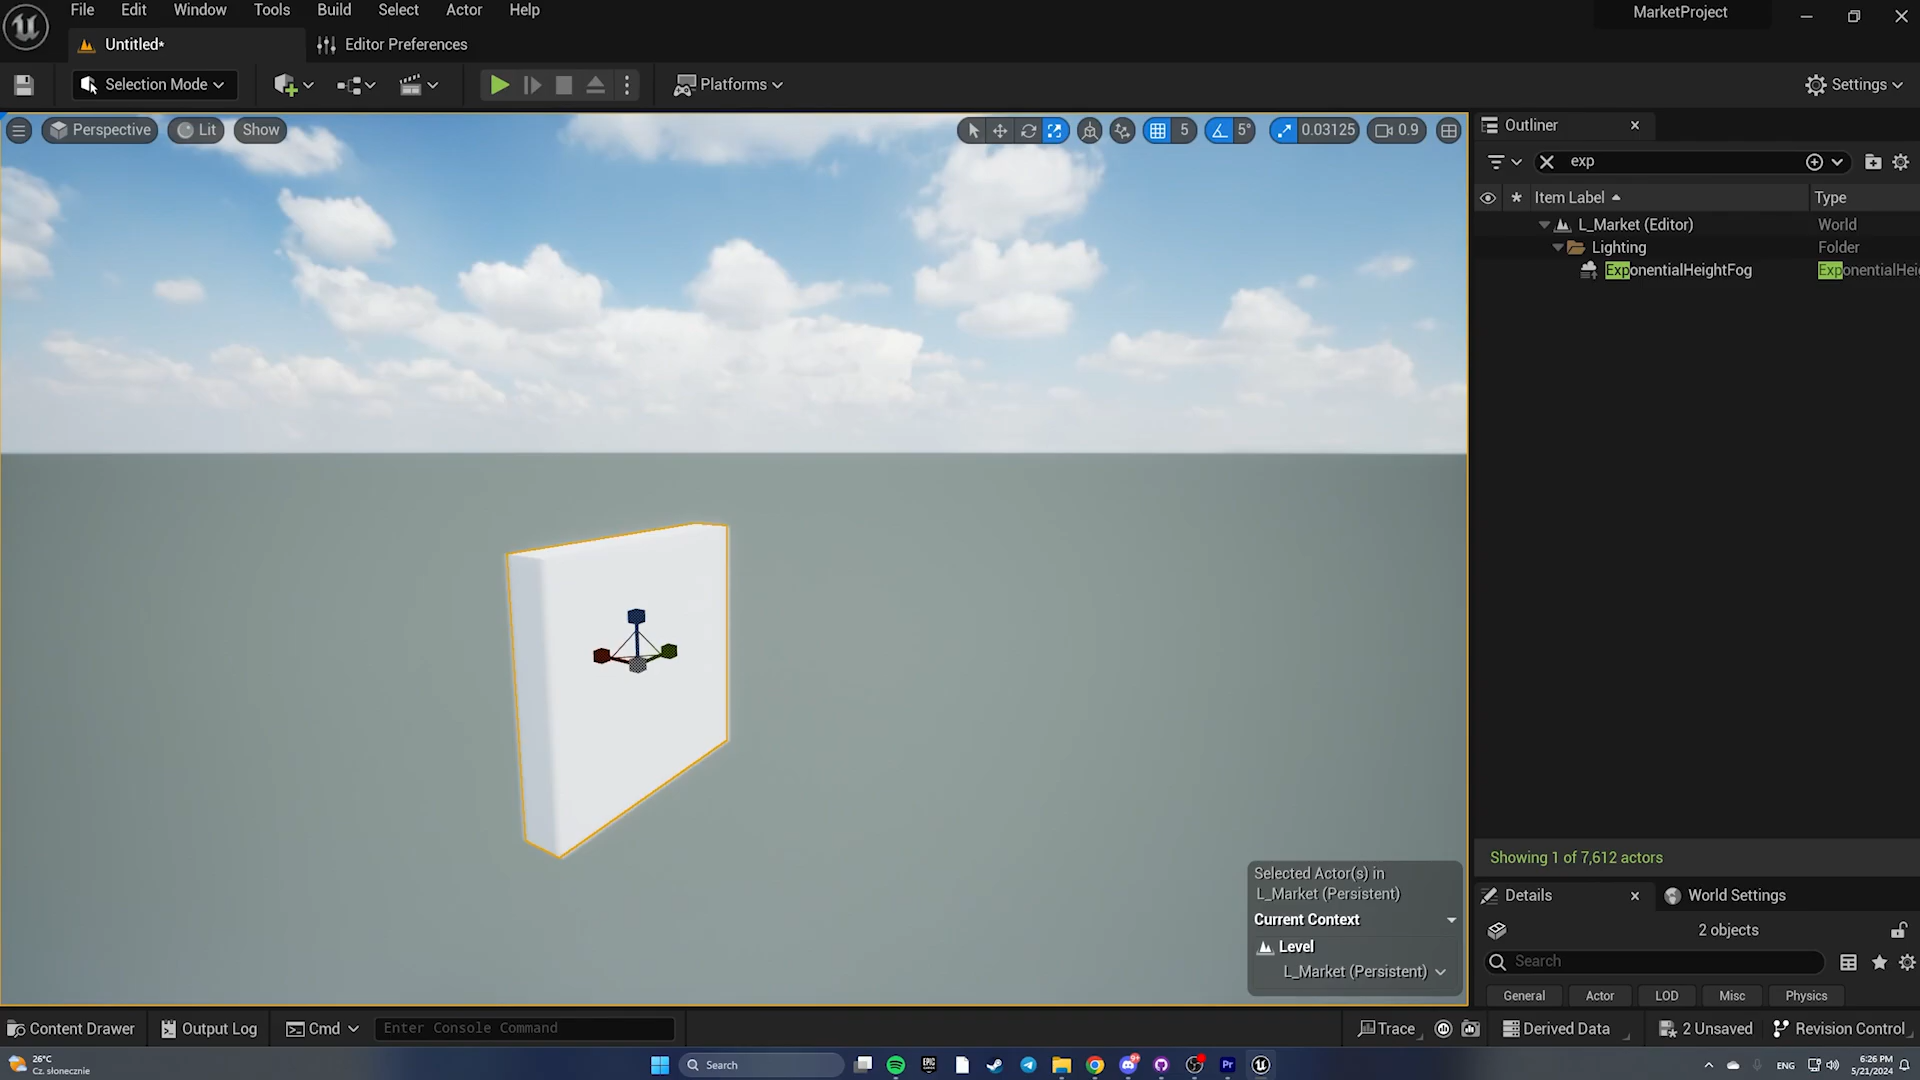 File Edit Window Tools Build Select Actor Help
MarketProject
Untitled*
Editor Preferences
Selection Mode
Platforms
Settings
Perspective
Lit
Show
5
5°
0.03125
0.9
Outliner
exp
Item Label
Type
L_Market (Editor)
World
Lighting
Folder
ExponentialHeightFog
ExponentialHei
Showing 1 of 7,612 actors
Selected Actor(s) in
L_Market (Persistent)
Current Context
Level
L_Market (Persistent)
Details
World Settings
2 objects
Search
General
Actor
LOD
Misc
Physics
Content Drawer
Output Log
Cmd
Enter Console Command
Trace
Derived Data
2 Unsaved
Revision Control
26°C
Cz. słonecznie
Search
EPIC
Pr
ENG
6:26 PM
5/21/2024